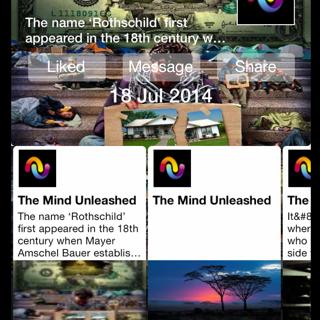 The name ‘Rothschild’ first
appeared in the 18th century w…
Liked Message Share
18 Jul 2014
The Mind Unleashed
The name ‘Rothschild’
first appeared in the 18th
century when Mayer
Amschel Bauer establis…
The Mind Unleashed
The
It&#8
when
who
side